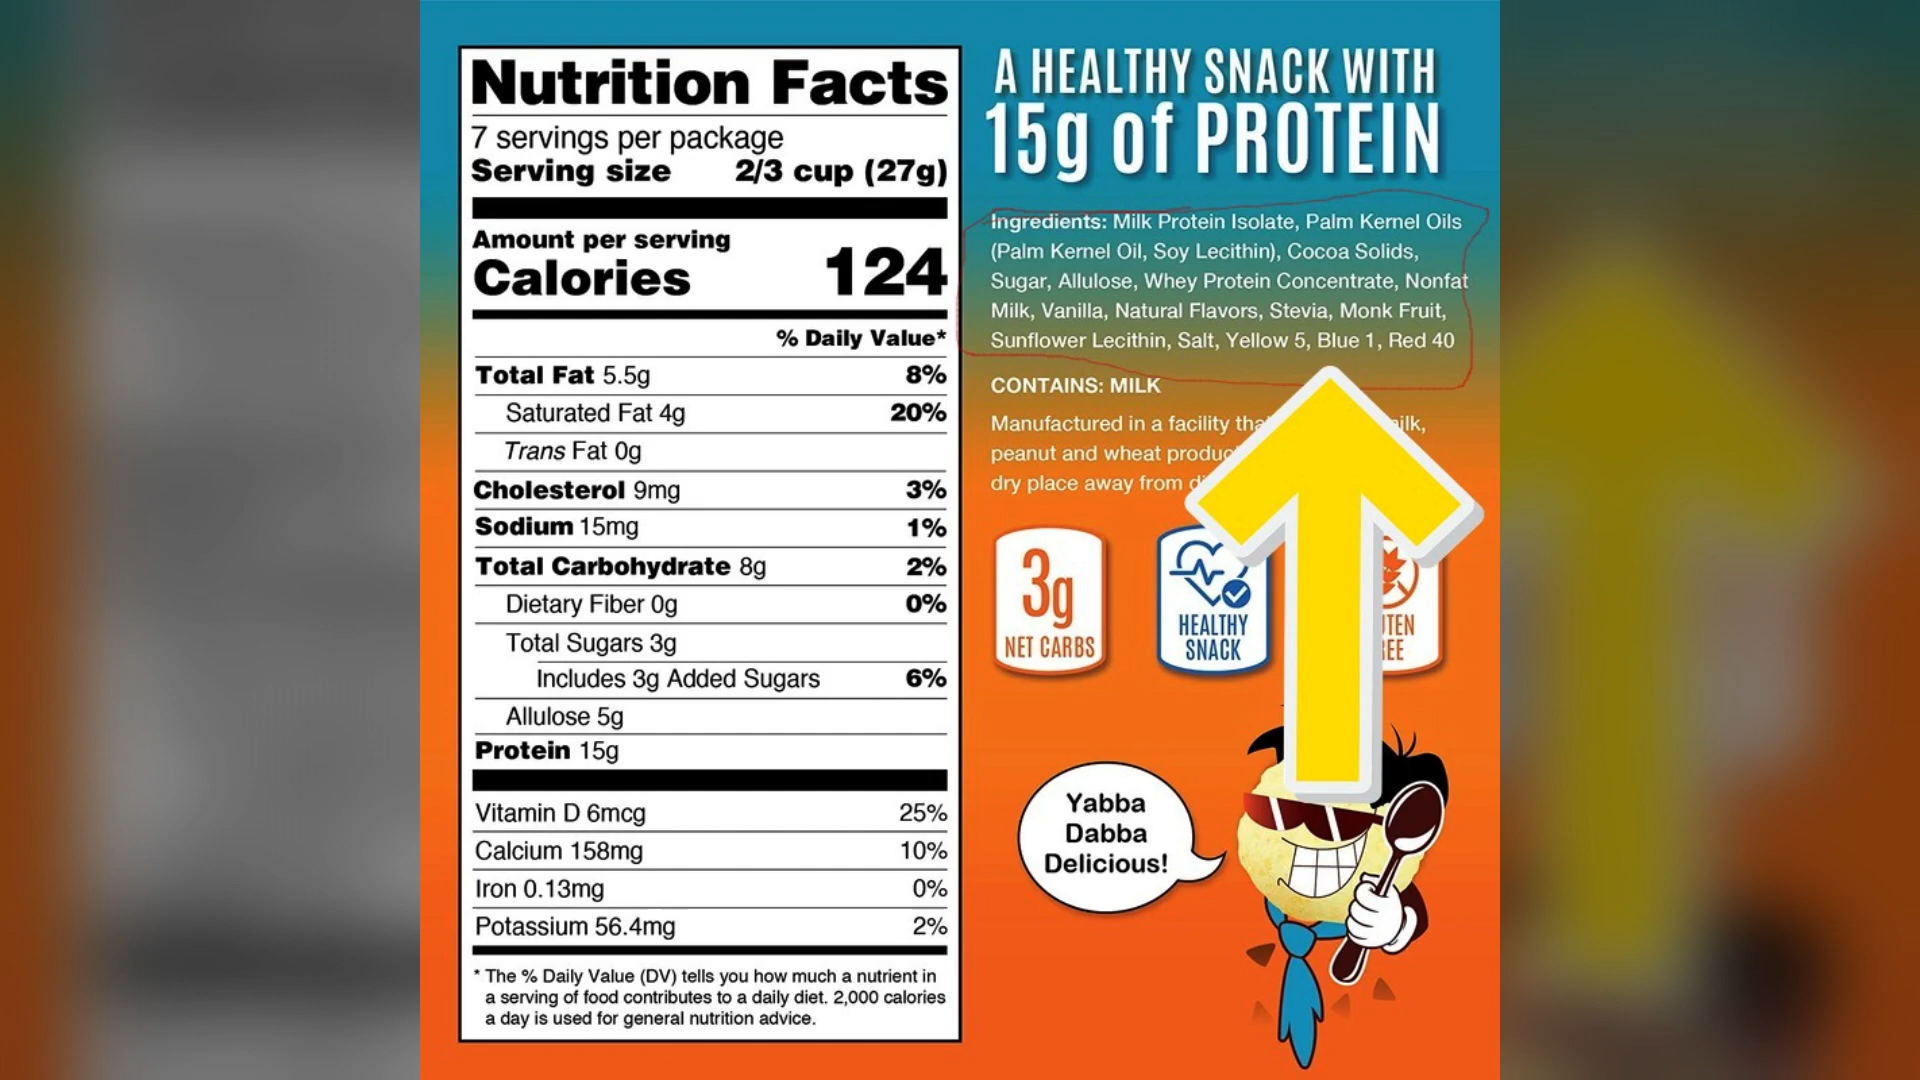 Nutrition Facts
7 servings per package
Serving size 2/3 cup (27g)
Amount per serving
Calories 124
% Daily Value*
Total Fat 5.5g 8%
Saturated Fat 4g 20%
Trans Fat 0g
Cholesterol 9mg 3%
Sodium 15mg 1%
Total Carbohydrate 8g 2%
Dietary Fiber 0g 0%
Total Sugars 3g
Includes 3g Added Sugars 6%
Allulose 5g
Protein 15g
Vitamin D 6mcg 25%
Calcium 158mg 10%
Iron 0.13mg 0%
Potassium 56.4mg 2%
* The % Daily Value (DV) tells you how much a nutrient in
a serving of food contributes to a daily diet. 2,000 calories
a day is used for general nutrition advice.
A HEALTHY SNACK WITH
15g of PROTEIN
Ingredients: Milk Protein Isolate, Palm Kernel Oils
(Palm Kernel Oil, Soy Lecithin), Cocoa Solids,
Sugar, Allulose, Whey Protein Concentrate, Nonfat
Milk, Vanilla, Natural Flavors, Stevia, Monk Fruit,
Sunflower Lecithin, Salt, Yellow 5, Blue 1, Red 40
CONTAINS: MILK
Manufactured in a facility
peanut and wheat
dry place away from
3g
NET CARBS
HEALTHY
SNACK
Yabba
Dabba
Delicious!